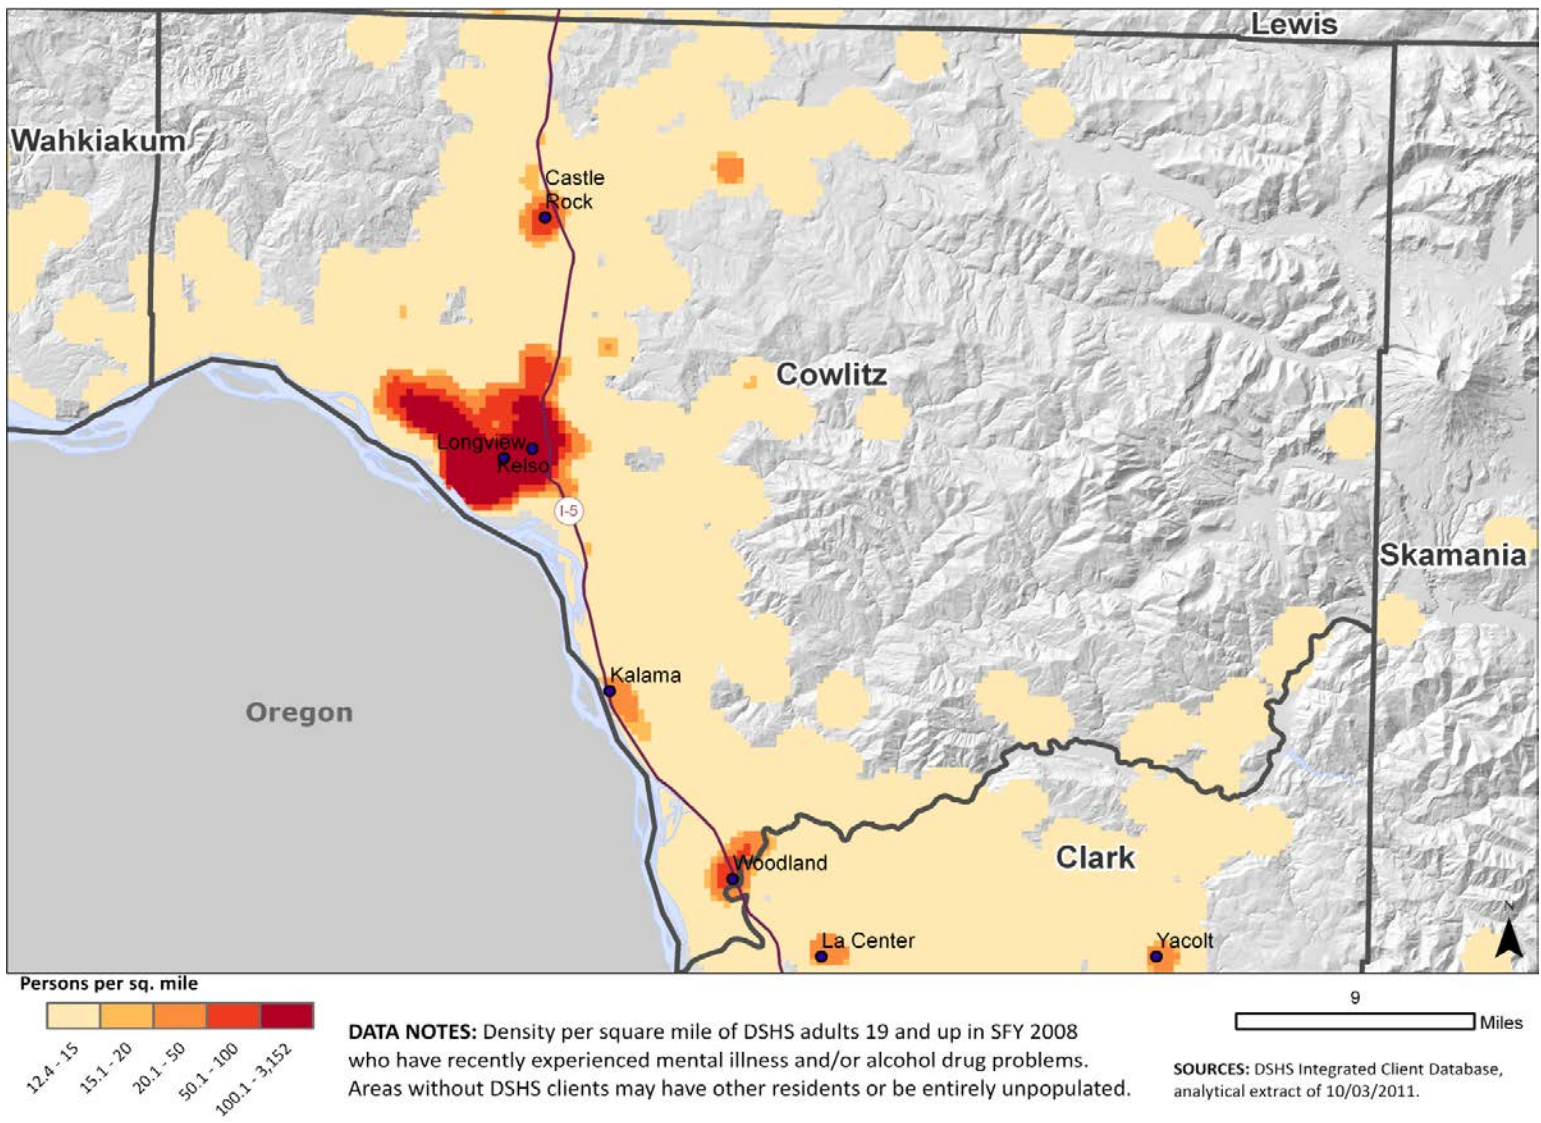 Lewis
Wahkiakum
Castle
Rock
Cowlitz
Longview
Kelso
I-5
Skamania
Kalama
Oregon
Woodland
Clark
La Center
Yacolt
N
Persons per sq. mile
12.4 - 15
15.1 - 20
20.1 - 50
50.1 - 100
100.1 - 3,152
DATA NOTES: Density per square mile of DSHS adults 19 and up in SFY 2008
who have recently experienced mental illness and/or alcohol drug problems.
Areas without DSHS clients may have other residents or be entirely unpopulated.
9
Miles
SOURCES: DSHS Integrated Client Database,
analytical extract of 10/03/2011.